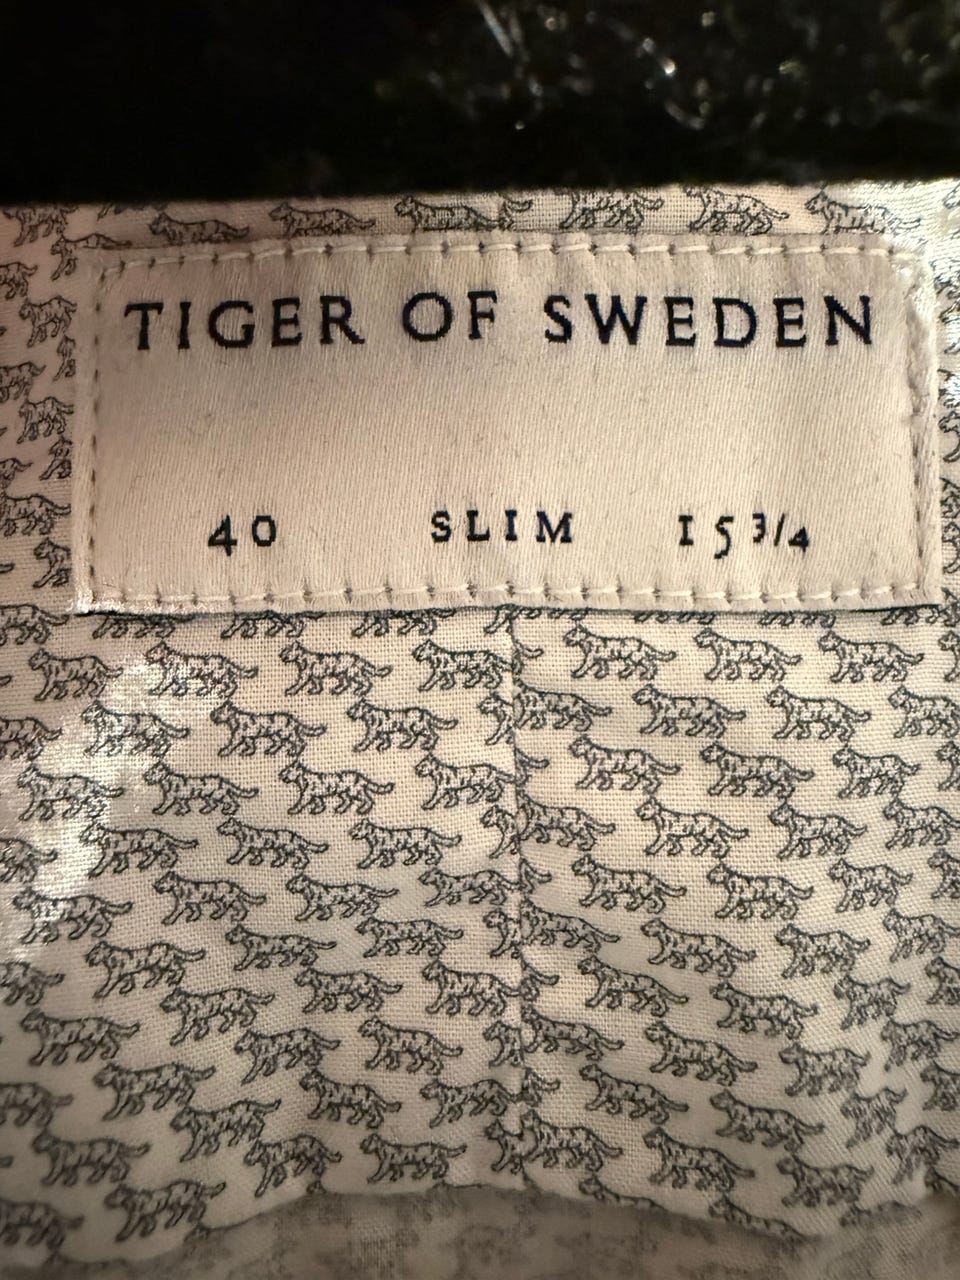 TIGER OF SWEDEN
40 SLIM 15 3/4